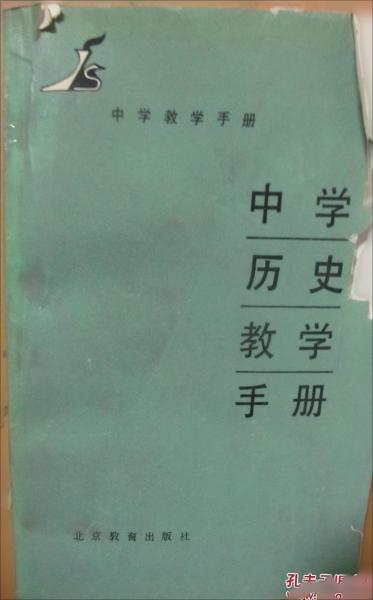 中学教学手册
中学
历史
教学
手册
北京教育出版社